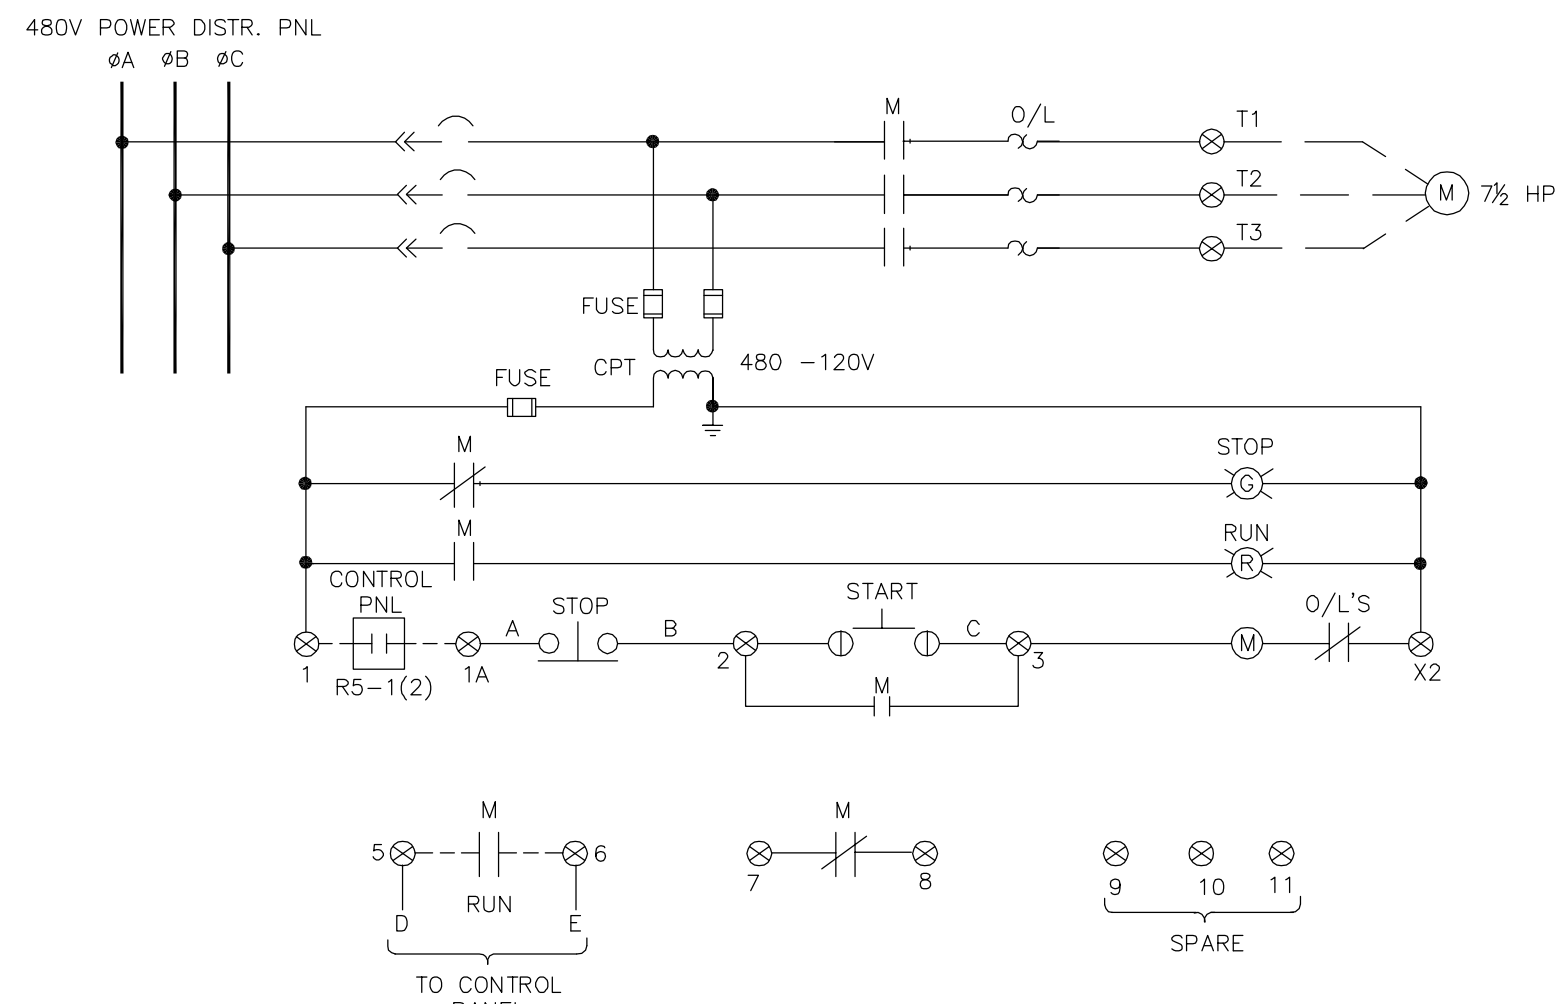 480V POWER DISTR. PNL
øA øB øC
M
O/L
T1
T2
T3
M
7½ HP
FUSE
CPT
480 -120V
FUSE
M
STOP
G
M
RUN
R
CONTROL
PNL
R5-1(2)
1
1A
A
STOP
B
2
START
C
3
M
M
O/L'S
X2
5
M
6
RUN
D
E
TO CONTROL
M
7
8
9 10 11
SPARE